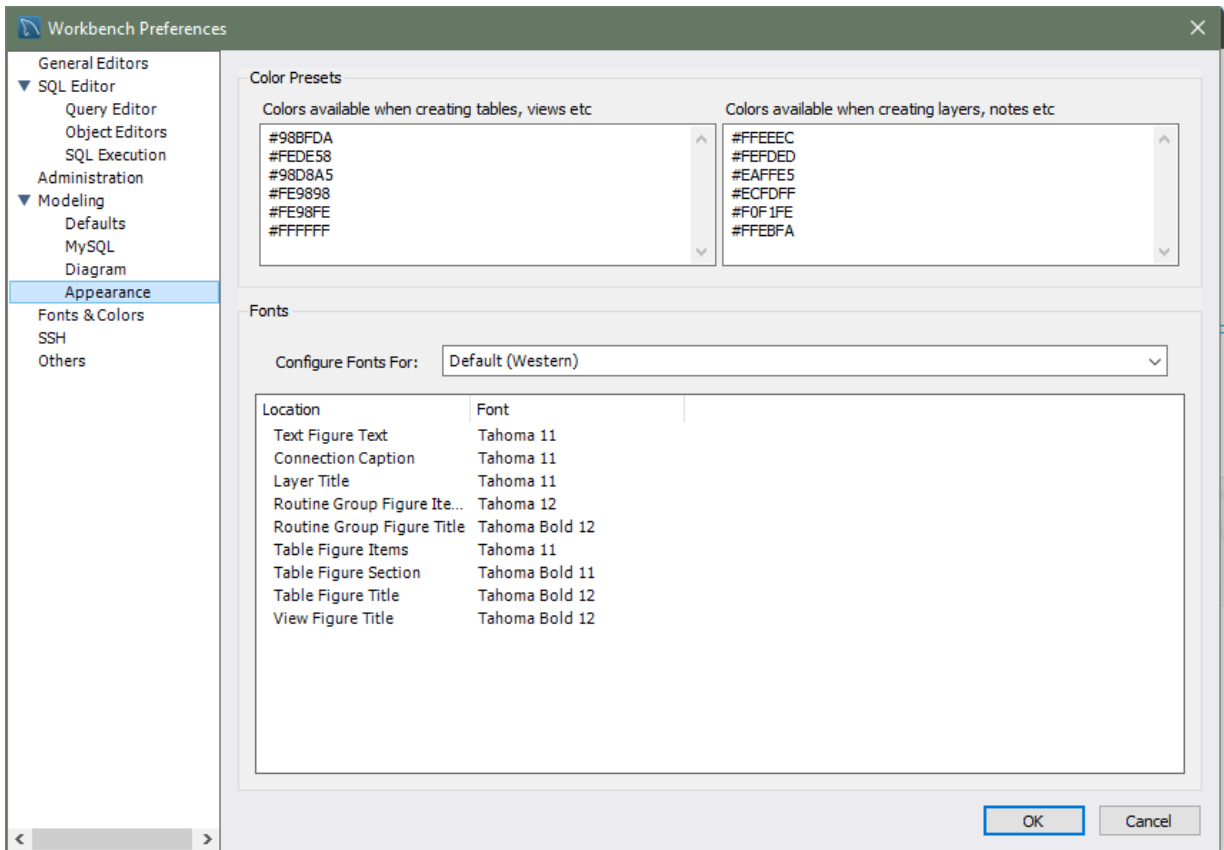 Workbench Preferences
General Editors
SQL Editor
Query Editor
Object Editors
SQL Execution
Administration
Modeling
Defaults
MySQL
Diagram
Appearance
Fonts & Colors
SSH
Others
Color Presets
Colors available when creating tables, views etc
#98BFDA
#FEDE58
#98D8A5
#FE9898
#FE98FE
#FFFFFF
Colors available when creating layers, notes etc
#FFEEEC
#FEFDED
#EAFFE5
#ECFDFF
#F0F1FE
#FFEBFA
Fonts
Configure Fonts For: Default (Western)
Location Font
Text Figure Text Tahoma 11
Connection Caption Tahoma 11
Layer Title Tahoma 11
Routine Group Figure Ite... Tahoma 12
Routine Group Figure Title Tahoma Bold 12
Table Figure Items Tahoma 11
Table Figure Section Tahoma Bold 11
Table Figure Title Tahoma Bold 12
View Figure Title Tahoma Bold 12
OK Cancel